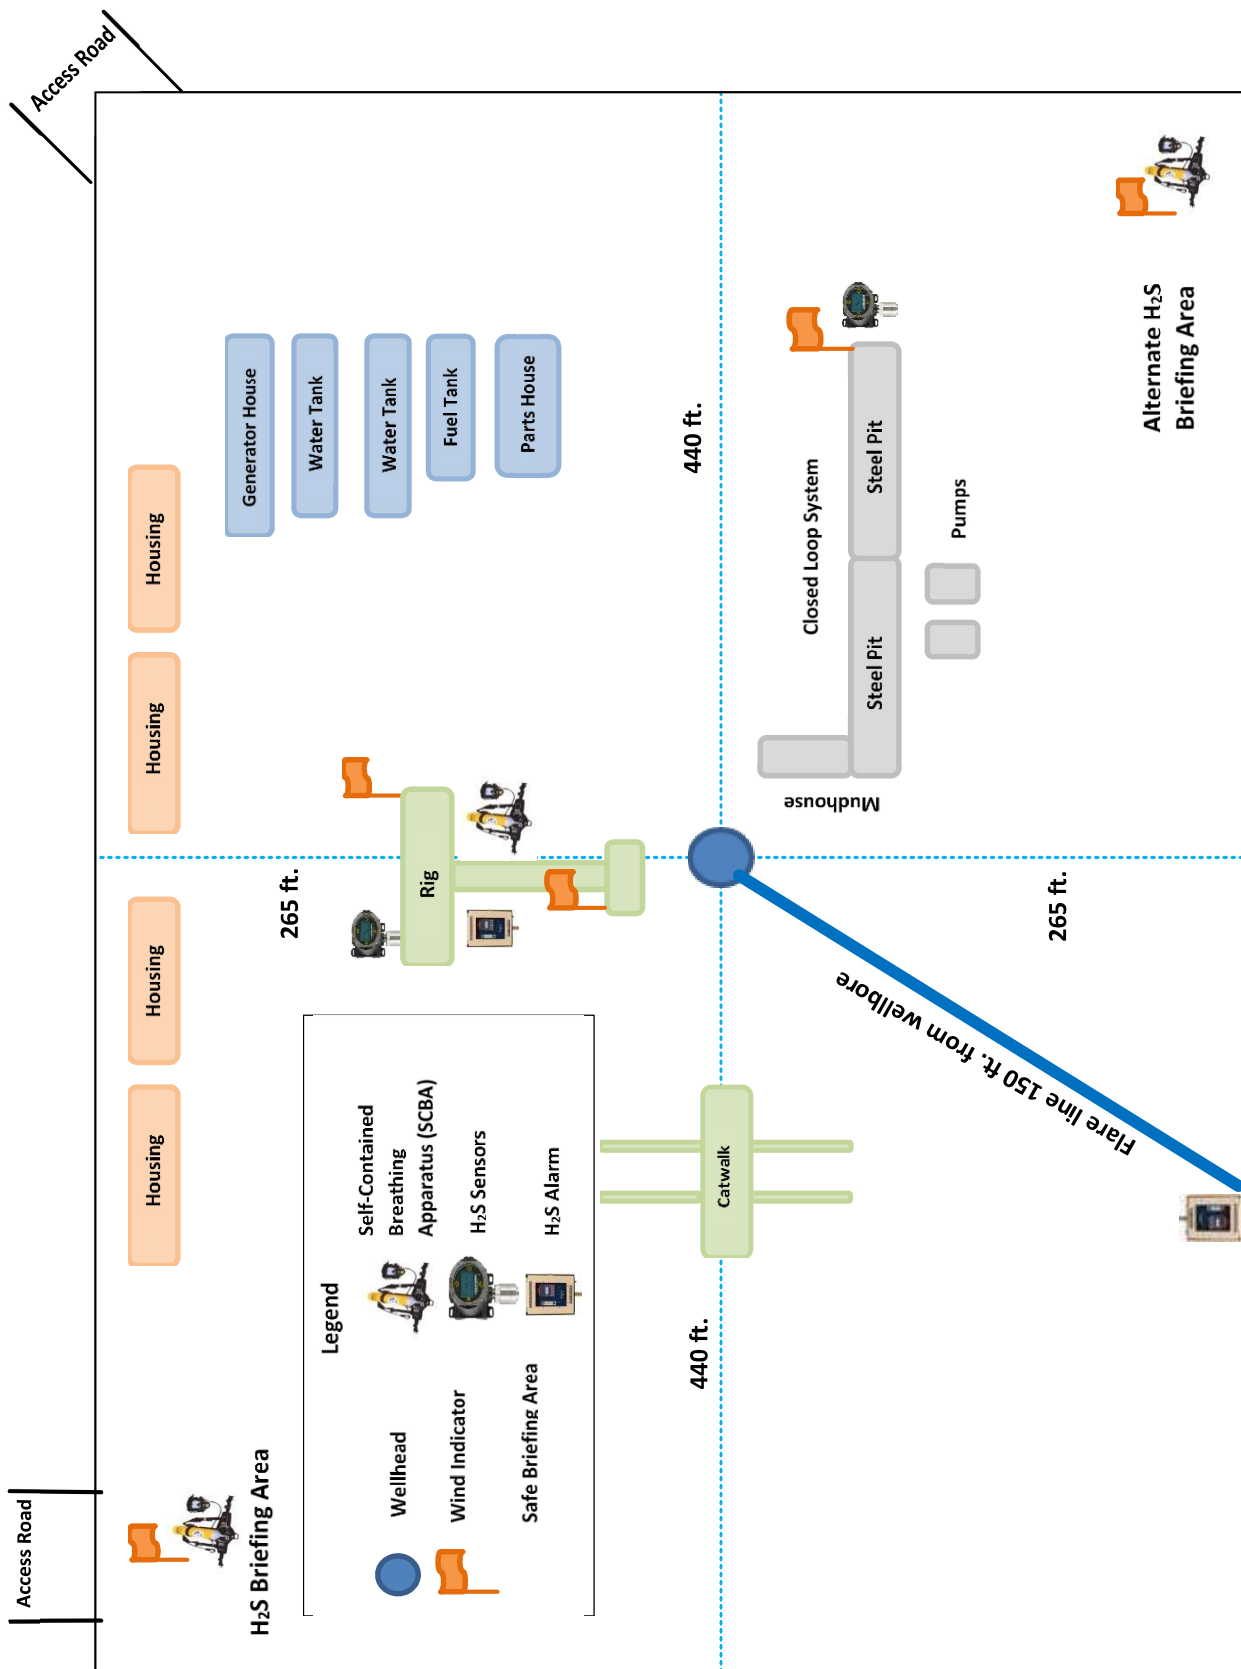 Access Road
Access Road
Housing
Housing
Housing
Housing
Generator House
Water Tank
Water Tank
Fuel Tank
Parts House
440 ft.
Closed Loop System
Steel Pit
Steel Pit
Pumps
Mudhouse
Alternate H₂S
Briefing Area
Rig
265 ft.
265 ft.
Flare line 150 ft. from wellbore
Catwalk
440 ft.
H₂S Briefing Area
Legend
Wellhead
Wind Indicator
Safe Briefing Area
Self-Contained
Breathing
Apparatus (SCBA)
H₂S Sensors
H₂S Alarm